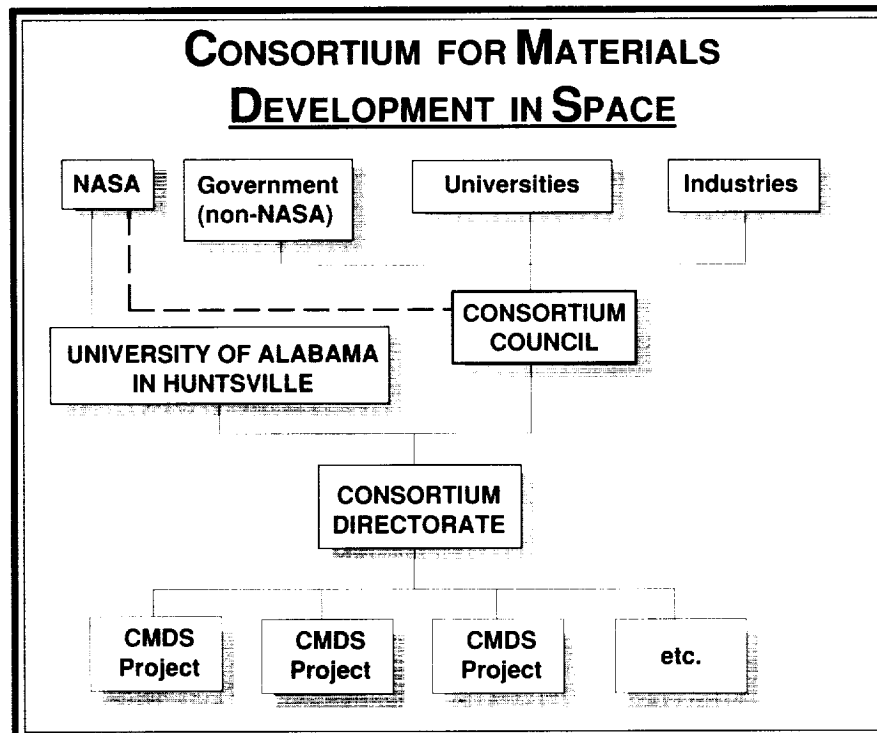 CONSORTIUM FOR MATERIALS
DEVELOPMENT IN SPACE
NASA
Government
(non-NASA)
Universities
Industries
CONSORTIUM
COUNCIL
UNIVERSITY OF ALABAMA
IN HUNTSVILLE
CONSORTIUM
DIRECTORATE
CMDS
Project
CMDS
Project
CMDS
Project
etc.